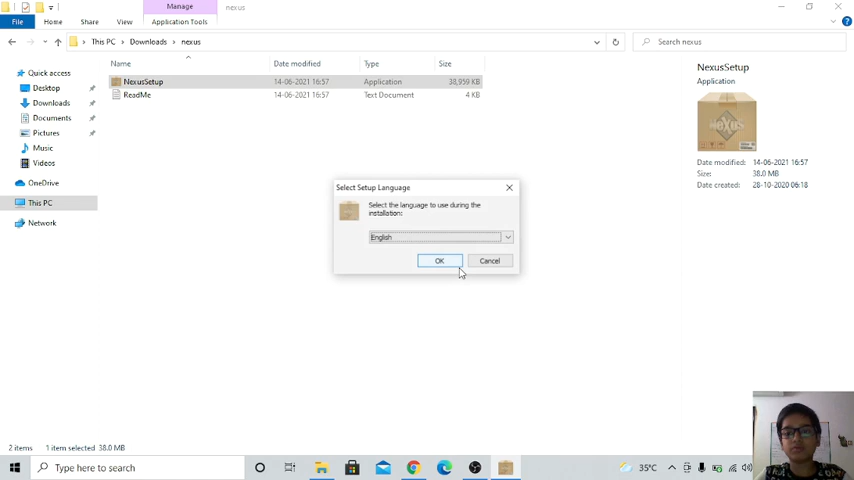 Manage
nexus
File
Home
Share
View
Application Tools
This PC
Downloads
nexus
Search nexus
Quick access
Desktop
Downloads
Documents
Pictures
Music
Videos
OneDrive
This PC
Network
Name
Date modified
Type
Size
NexusSetup
14-06-2021 16:57
Application
38,959 KB
ReadMe
14-06-2021 16:57
Text Document
4 KB
Select Setup Language
Select the language to use during the
installation:
English
OK
Cancel
NexusSetup
Application
NeXuS
Date modified: 14-06-2021 16:57
Size: 38.0 MB
Date created: 28-10-2020 06:18
2 items
1 item selected 38.0 MB
Type here to search
35°C